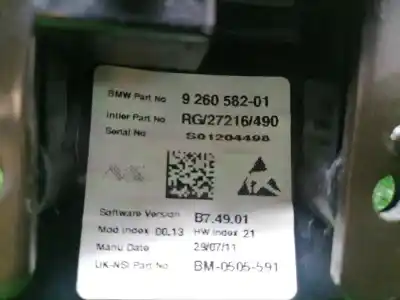 BMW Part No 9 260 582-01
Intier Part No RG/27216/490
Serial No S01204498
Software Version B7.49.01
Mod Index 00.13 HW Index 21
Manu Date 29/07/11
UK-NSI Part No BM-0505-591